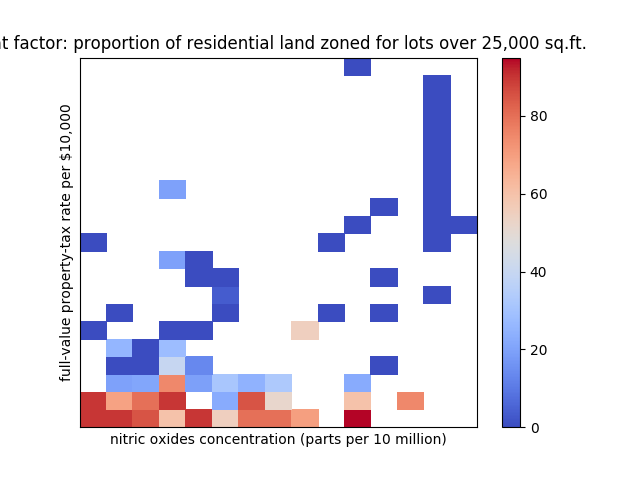 factor: proportion of residential land zoned for lots over 25,000 sq.ft.
full-value property-tax rate per $10,000
nitric oxides concentration (parts per 10 million)
80
60
40
20
0